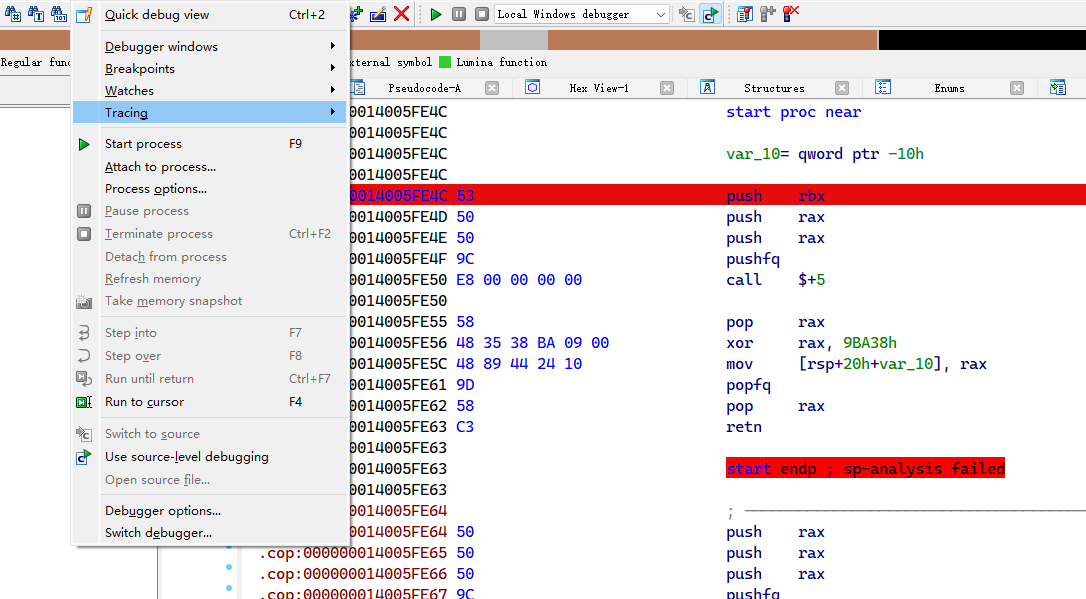 Quick debug view Ctrl+2
Local Windows debugger
Debugger windows
Breakpoints
Watches
Tracing
Start process F9
Attach to process...
Process options...
Pause process
Terminate process Ctrl+F2
Detach from process
Refresh memory
Take memory snapshot
Step into F7
Step over F8
Run until return Ctrl+F7
Run to cursor F4
Switch to source
Use source-level debugging
Open source file...
Debugger options...
Switch debugger...
Regular func
xternal symbol Lumina function
Pseudocode-A Hex View-1 Structures Enums
0014005FE4C start proc near
0014005FE4C
0014005FE4C var_10= qword ptr -10h
0014005FE4C
0014005FE4C 53 push rbx
0014005FE4D 50 push rax
0014005FE4E 50 push rax
0014005FE4F 9C pushfq
0014005FE50 E8 00 00 00 00 call $+5
0014005FE50
0014005FE55 58 pop rax
0014005FE56 48 35 38 BA 09 00 xor rax, 9BA38h
0014005FE5C 48 89 44 24 10 mov [rsp+20h+var_10], rax
0014005FE61 9D popfq
0014005FE62 58 pop rax
0014005FE63 C3 retn
0014005FE63
0014005FE63 start endp ; sp-analysis failed
0014005FE63
0014005FE64 ; ────────────────────────────────
0014005FE64 50 push rax
.cop:000000014005FE65 50 push rax
.cop:000000014005FE66 50 push rax
.cop:000000014005FE67 9C pushfq